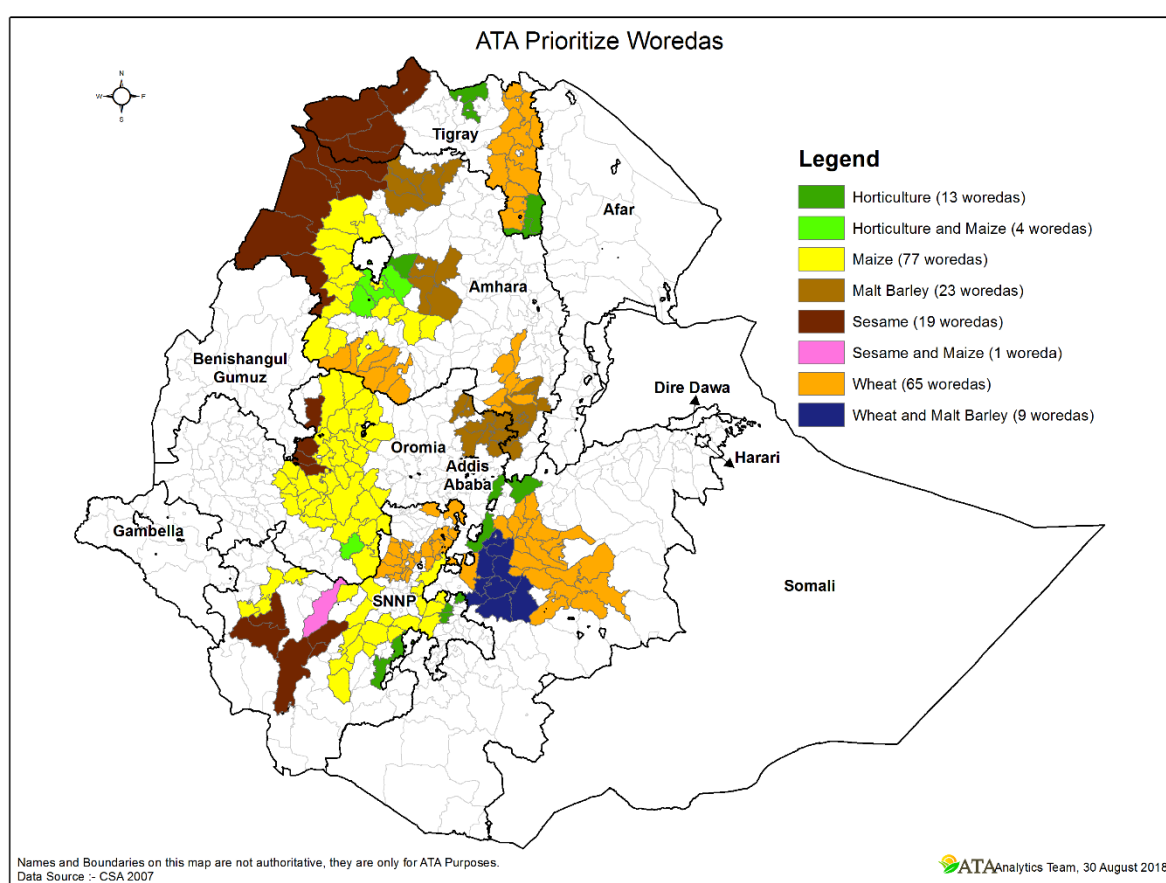 ATA Prioritize Woredas
N
W E
S
Tigray
Afar
Amhara
Benishangul
Gumuz
Dire Dawa
Oromia
Addis
Ababa
Harari
Gambella
SNNP
Somali
Legend
Horticulture (13 woredas)
Horticulture and Maize (4 woredas)
Maize (77 woredas)
Malt Barley (23 woredas)
Sesame (19 woredas)
Sesame and Maize (1 woreda)
Wheat (65 woredas)
Wheat and Malt Barley (9 woredas)
Names and Boundaries on this map are not authoritative, they are only for ATA Purposes.
Data Source :- CSA 2007
ATA Analytics Team, 30 August 2018